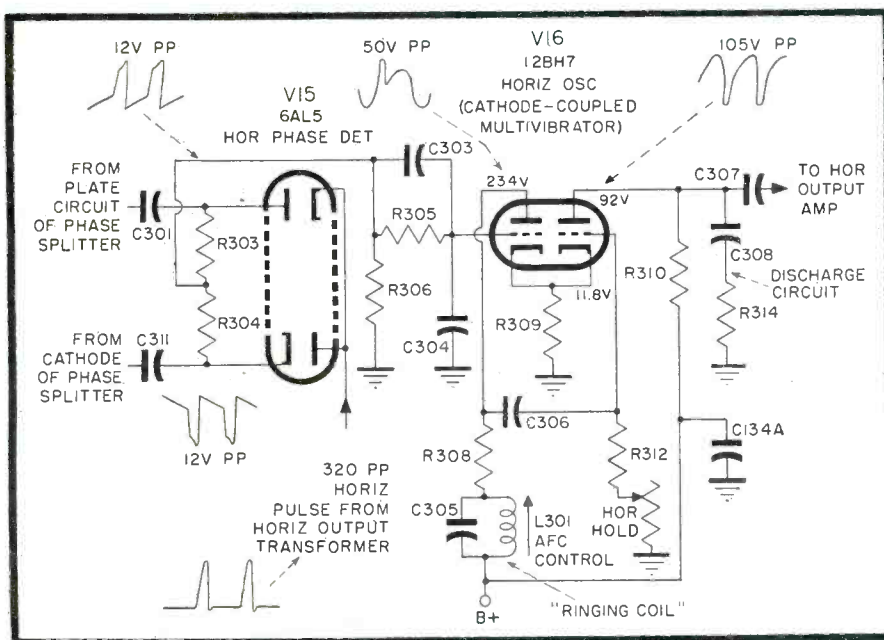 12V PP
V15
6AL5
HOR PHASE DET
50V PP
V16
12BH7
HORIZ OSC
(CATHODE-COUPLED
MULTIVIBRATOR)
105V PP
FROM
PLATE
CIRCUIT
OF PHASE
SPLITTER
C301
R303
R304
C303
R305
R306
C304
234V
92V
11.8V
R309
C307
TO HOR
OUTPUT
AMP
R310
C308
DISCHARGE
CIRCUIT
R314
FROM
CATHODE
OF PHASE
SPLITTER
C311
12V PP
320 PP
HORIZ
PULSE FROM
HORIZ OUTPUT
TRANSFORMER
C306
R308
R312
HOR
HOLD
C134A
C305
L301
AFC
CONTROL
"RINGING COIL"
B+